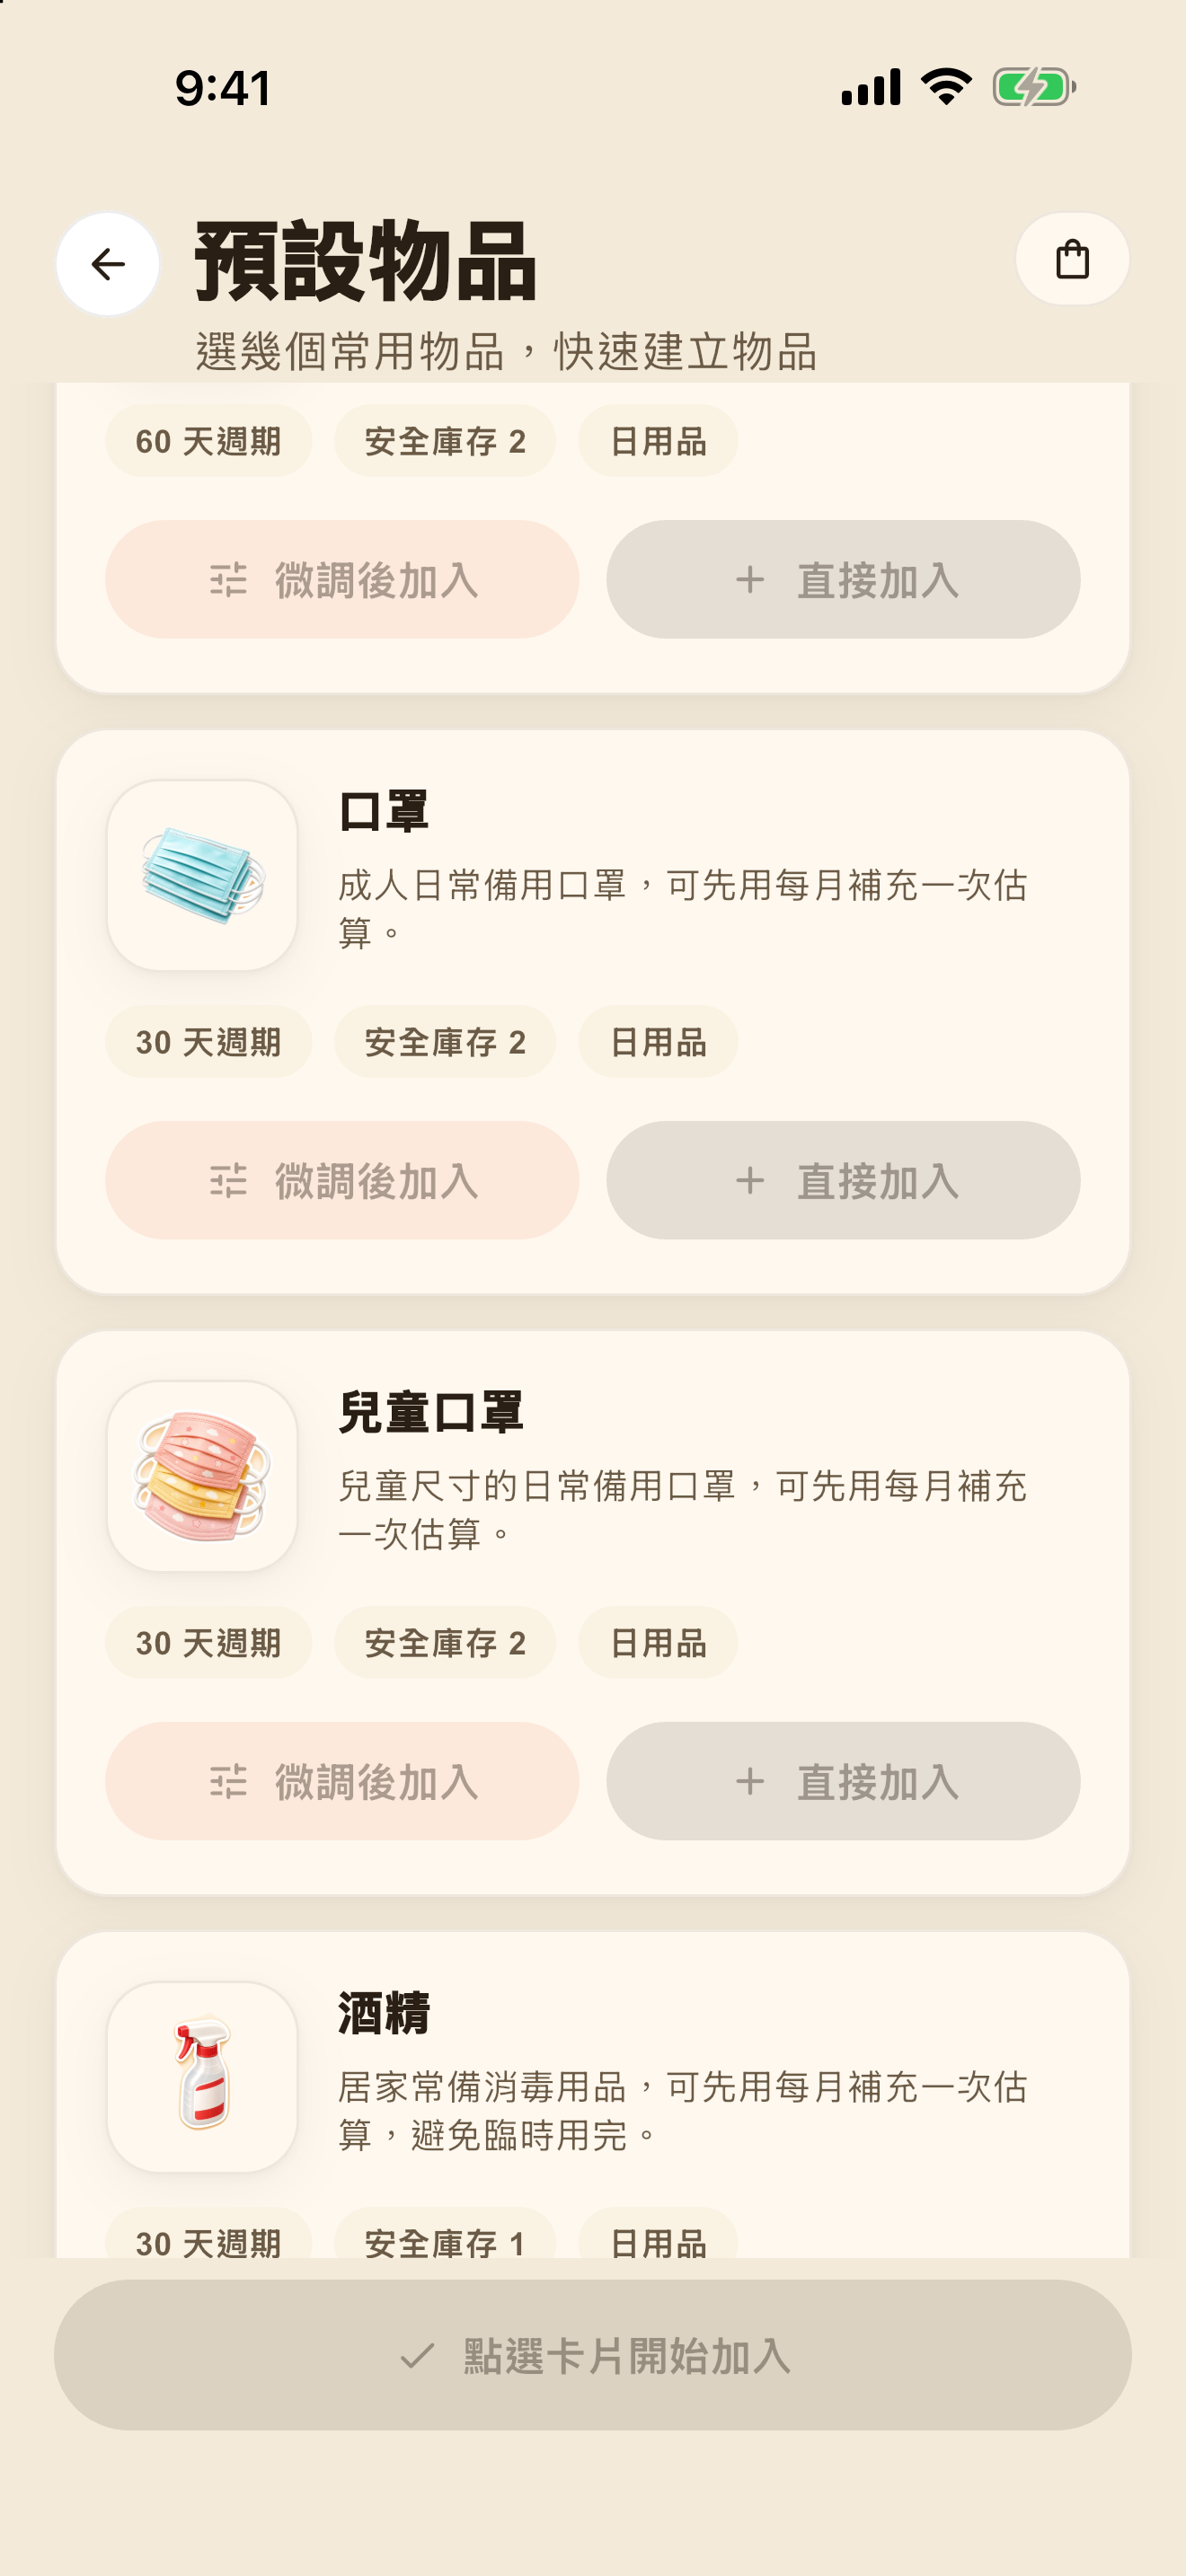 9:41
預設物品
選幾個常用物品，快速建立物品
60 天週期 安全庫存 2 日用品
微調後加入 直接加入
口罩
成人日常備用口罩，可先用每月補充一次估
算。
30 天週期 安全庫存 2 日用品
微調後加入 直接加入
兒童口罩
兒童尺寸的日常備用口罩，可先用每月補充
一次估算。
30 天週期 安全庫存 2 日用品
微調後加入 直接加入
酒精
居家常備消毒用品，可先用每月補充一次估
算，避免臨時用完。
30 天週期 安全庫存 1 日用品
點選卡片開始加入